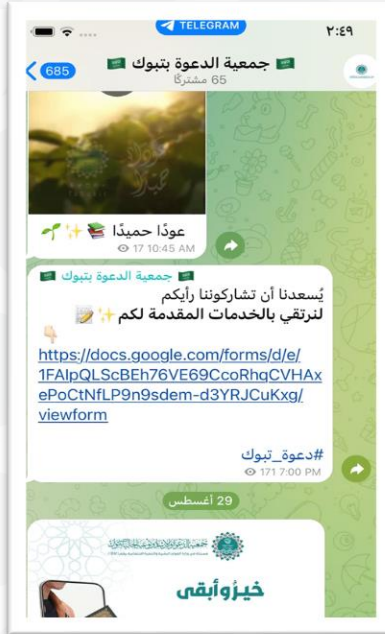 TELEGRAM
٢:٤٩
685
🇸🇦 جمعية الدعوة بتبوك 🇸🇦
65 مشتركًا
عودًا حميدًا 📚✨🌱
17 10:45 AM
🇸🇦 جمعية الدعوة بتبوك 🇸🇦
يُسعدنا أن تشاركوننا رأيكم
لنرتقي بالخدمات المقدمة لكم ✨📝
👇🏻
https://docs.google.com/forms/d/e/
1FAIpQLScBEh76VE69CcoRhqCVHAx
ePoCtNfLP9n9sdem-d3YRJCuKxg/
viewform
#دعوة_تبوك
171 7:00 PM
29 أغسطس
خيرٌ وأبقى